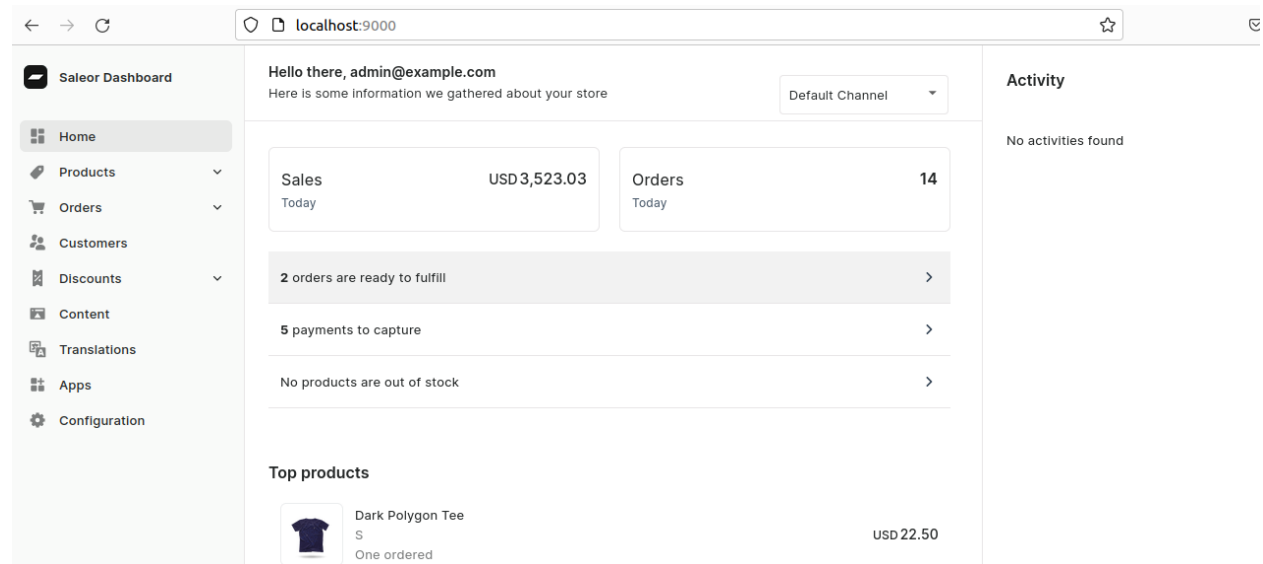 localhost:9000
Saleor Dashboard
Home
Products
Orders
Customers
Discounts
Content
Translations
Apps
Configuration
Hello there, admin@example.com
Here is some information we gathered about your store
Default Channel
Sales
USD 3,523.03
Today
Orders
14
Today
2 orders are ready to fulfill
5 payments to capture
No products are out of stock
Top products
Dark Polygon Tee
S
One ordered
USD 22.50
Activity
No activities found